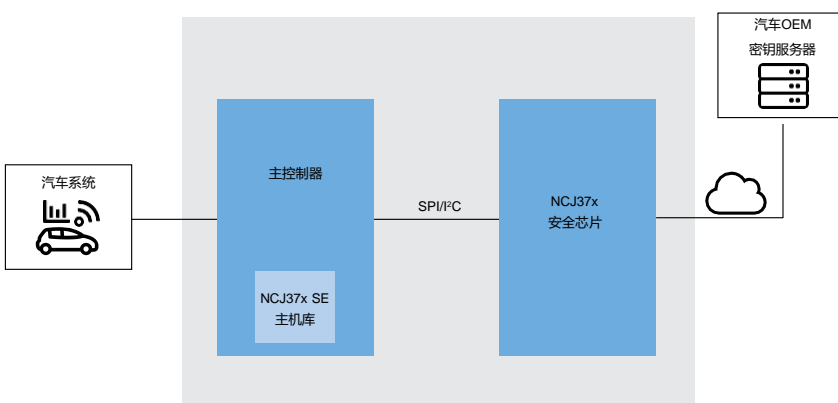 汽车OEM
密钥服务器
主控制器
汽车系统
SPI/I²C
NCJ37x
安全芯片
NCJ37x SE
主机库